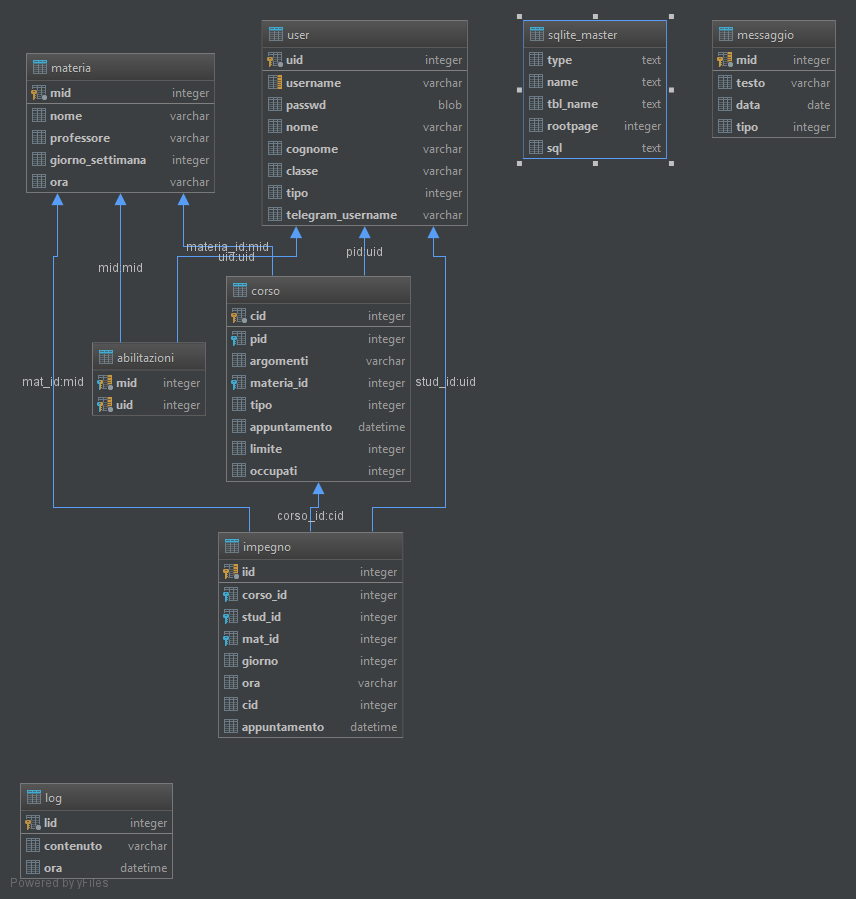 user
uid integer
username varchar
passwd blob
nome varchar
cognome varchar
classe varchar
tipo integer
telegram_username varchar
sqlite_master
type text
name text
tbl_name text
rootpage integer
sql text
messaggio
mid integer
testo varchar
data date
tipo integer
materia
mid integer
nome varchar
professore varchar
giorno_settimana integer
ora varchar
materia_id:mid
uid:uid
pid:uid
mid:mid
corso
cid integer
pid integer
argomenti varchar
materia_id integer
tipo integer
appuntamento datetime
limite integer
occupati integer
abilitazioni
mid integer
uid integer
mat_id:mid
stud_id:uid
corso_id:cid
impegno
iid integer
corso_id integer
stud_id integer
mat_id integer
giorno integer
ora varchar
cid integer
appuntamento datetime
log
lid integer
contenuto varchar
ora datetime
Powered by yFiles